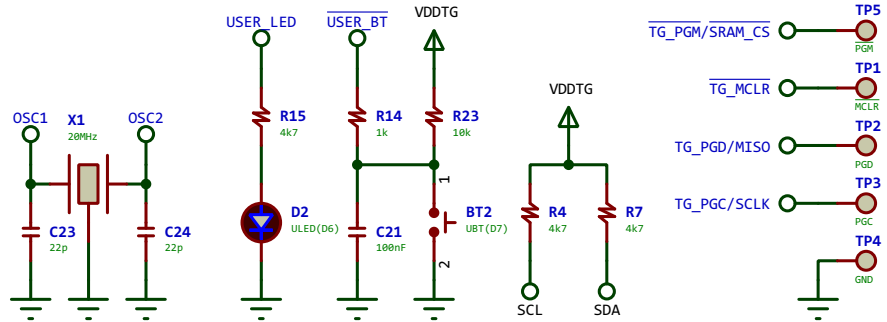 OSC1
X1
20MHz
OSC2
C23
22p
C24
22p
USER_LED
R15
4k7
D2
ULED(D6)
USER_BT
VDDTG
R14
1k
R23
10k
C21
100nF
1
BT2
UBT(D7)
2
VDDTG
R4
4k7
R7
4k7
SCL
SDA
TG_PGM/SRAM_CS
TP5
PGM
TG_MCLR
TP1
MCLR
TG_PGD/MISO
TP2
PGD
TG_PGC/SCLK
TP3
PGC
TP4
GND